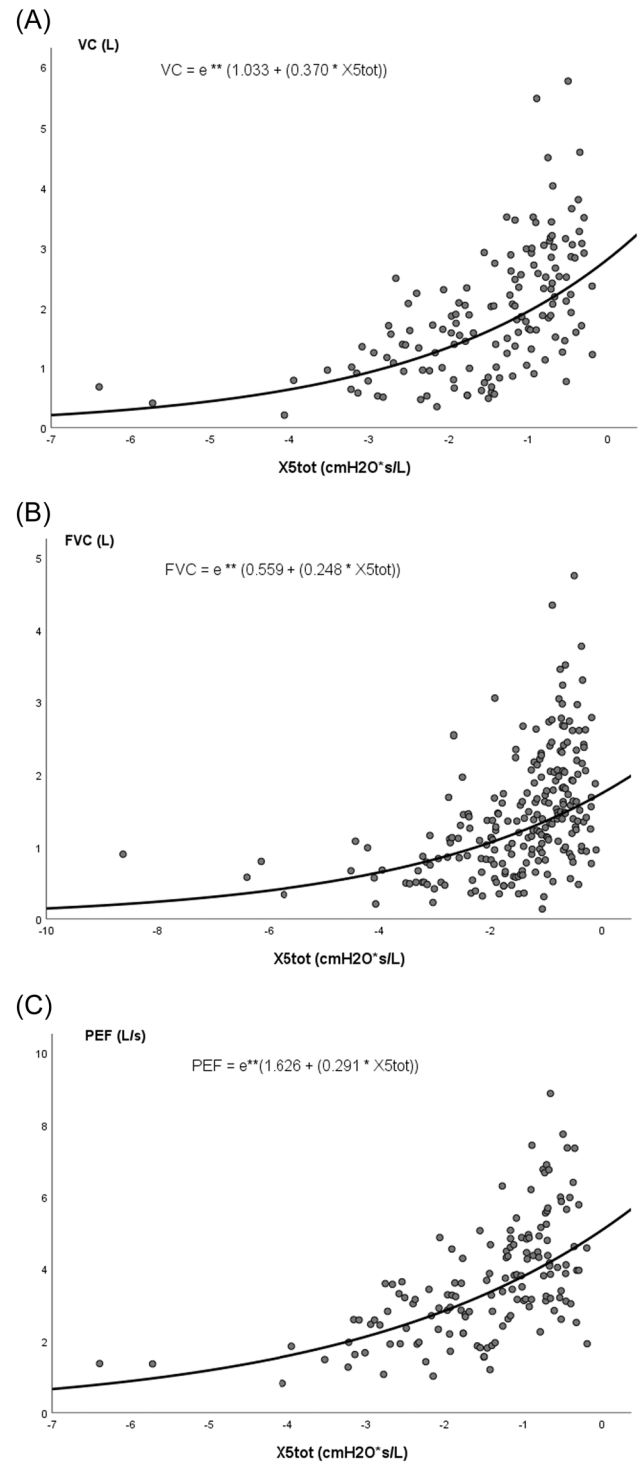 (A)
VC (L)
VC = e ** (1.033 + (0.370 * X5tot))
6
5
4
3
2
1
0
-7 -6 -5 -4 -3 -2 -1 0
X5tot (cmH2O*s/L)
(B)
FVC (L)
FVC = e ** (0.559 + (0.248 * X5tot))
5
4
3
2
1
0
-10 -8 -6 -4 -2 0
X5tot (cmH2O*s/L)
(C)
PEF (L/s)
PEF = e**(1.626 + (0.291 * X5tot))
10
8
6
4
2
0
-7 -6 -5 -4 -3 -2 -1 0
X5tot (cmH2O*s/L)